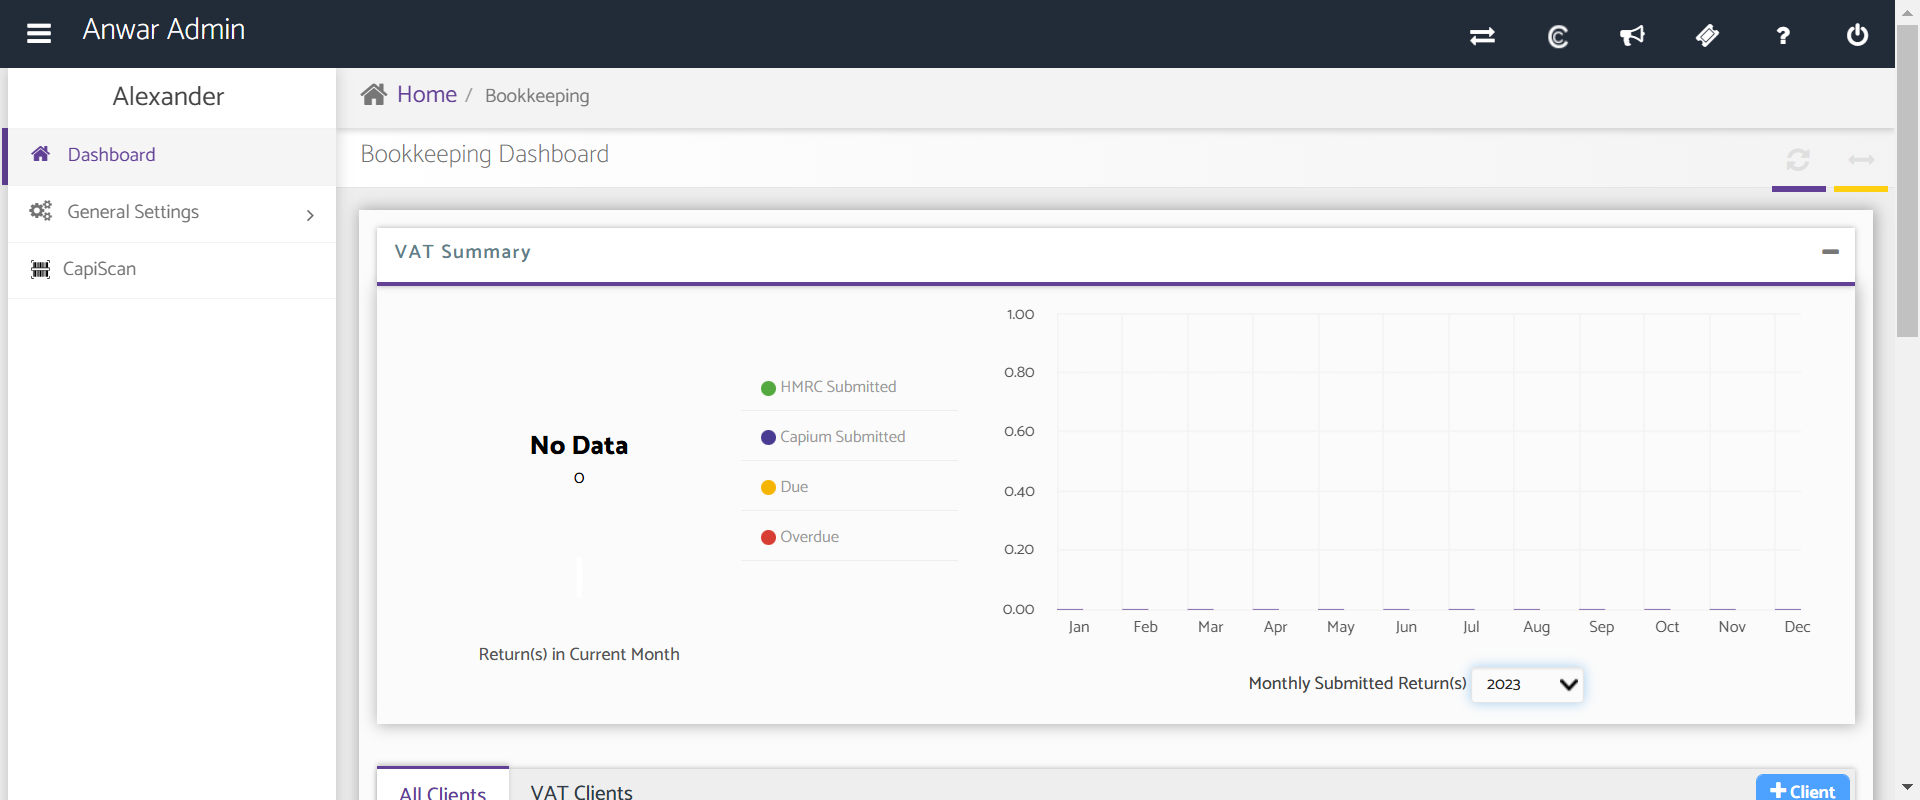 Anwar Admin
?
Alexander
Home / Bookkeeping
Dashboard
Bookkeeping Dashboard
General Settings
CapiScan
VAT Summary
No Data
0
Return(s) in Current Month
HMRC Submitted
Capium Submitted
Due
Overdue
1.00
0.80
0.60
0.40
0.20
0.00
Jan Feb Mar Apr May Jun Jul Aug Sep Oct Nov Dec
Monthly Submitted Return(s) 2023
All Clients VAT Clients + Client